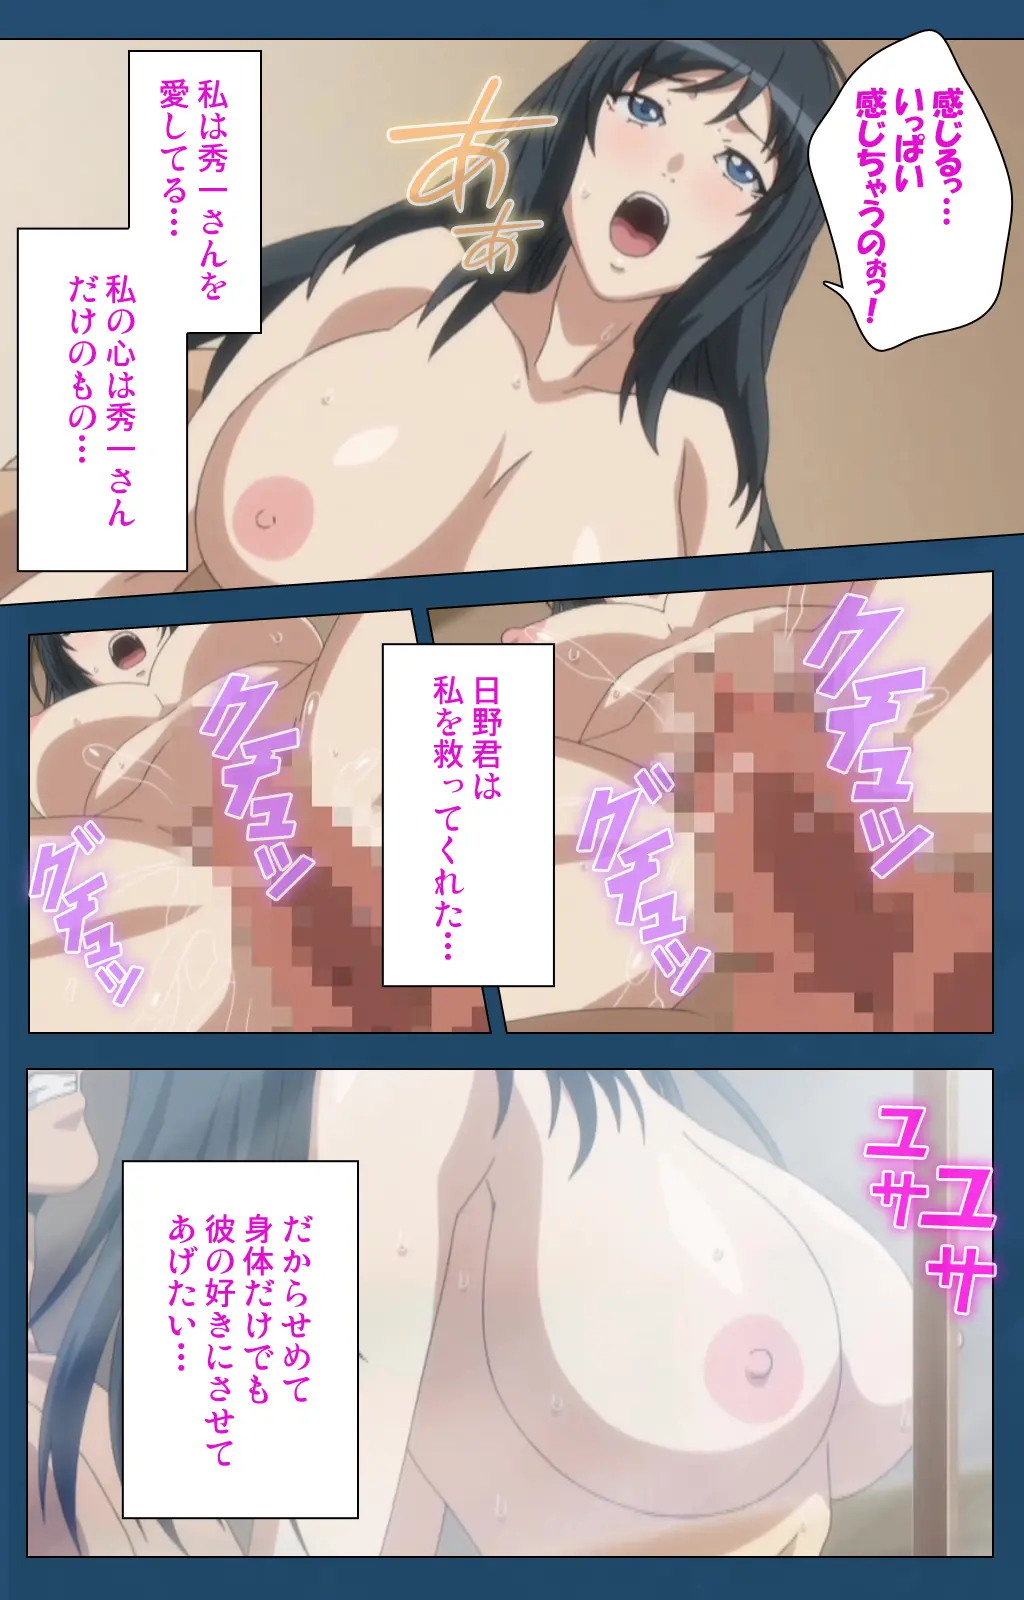 感じるっ…
いっぱい
感じちゃうのぉっ！
ああ
私は秀一さんを
愛してる…
私の心は秀一さん
だけのもの…
クチュッ
グチュッ
日野君は
私を救ってくれた…
クチュッ
グチュッ
ユサ
ユサ
だからせめて
身体だけでも
彼の好きにさせて
あげたい…